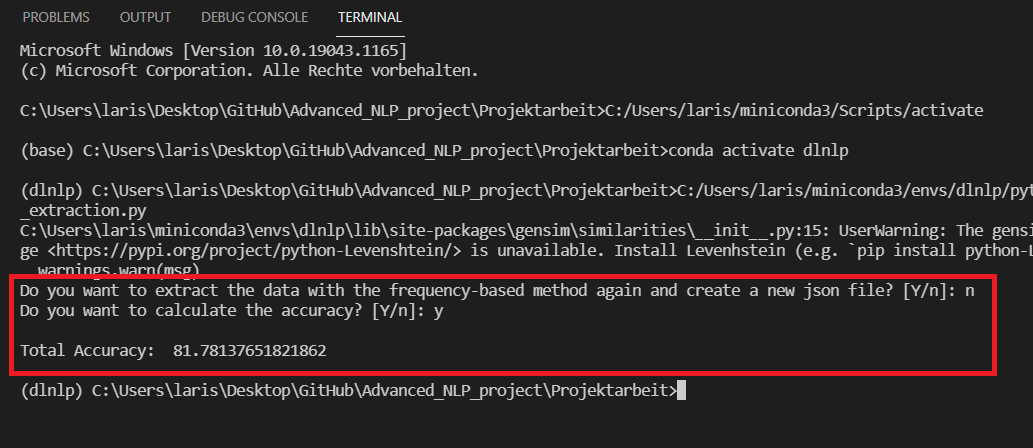 PROBLEMS OUTPUT DEBUG CONSOLE TERMINAL
Microsoft Windows [Version 10.0.19043.1165]
(c) Microsoft Corporation. Alle Rechte vorbehalten.
C:\Users\laris\Desktop\GitHub\Advanced_NLP_project\Projektarbeit>C:/Users/laris/miniconda3/Scripts/activate
(base) C:\Users\laris\Desktop\GitHub\Advanced_NLP_project\Projektarbeit>conda activate dlnlp
(dlnlp) C:\Users\laris\Desktop\GitHub\Advanced_NLP_project\Projektarbeit>C:/Users/laris/miniconda3/envs/dlnlp/pyt
_extraction.py
C:\Users\laris\miniconda3\envs\dlnlp\lib\site-packages\gensim\similarities\__init__.py:15: UserWarning: The gensi
ge <https://pypi.org/project/python-Levenshtein/> is unavailable. Install Levenhstein (e.g. `pip install python-L
warnings.warn(msg)
Do you want to extract the data with the frequency-based method again and create a new json file? [Y/n]: n
Do you want to calculate the accuracy? [Y/n]: y
Total Accuracy:  81.78137651821862
(dlnlp) C:\Users\laris\Desktop\GitHub\Advanced_NLP_project\Projektarbeit>